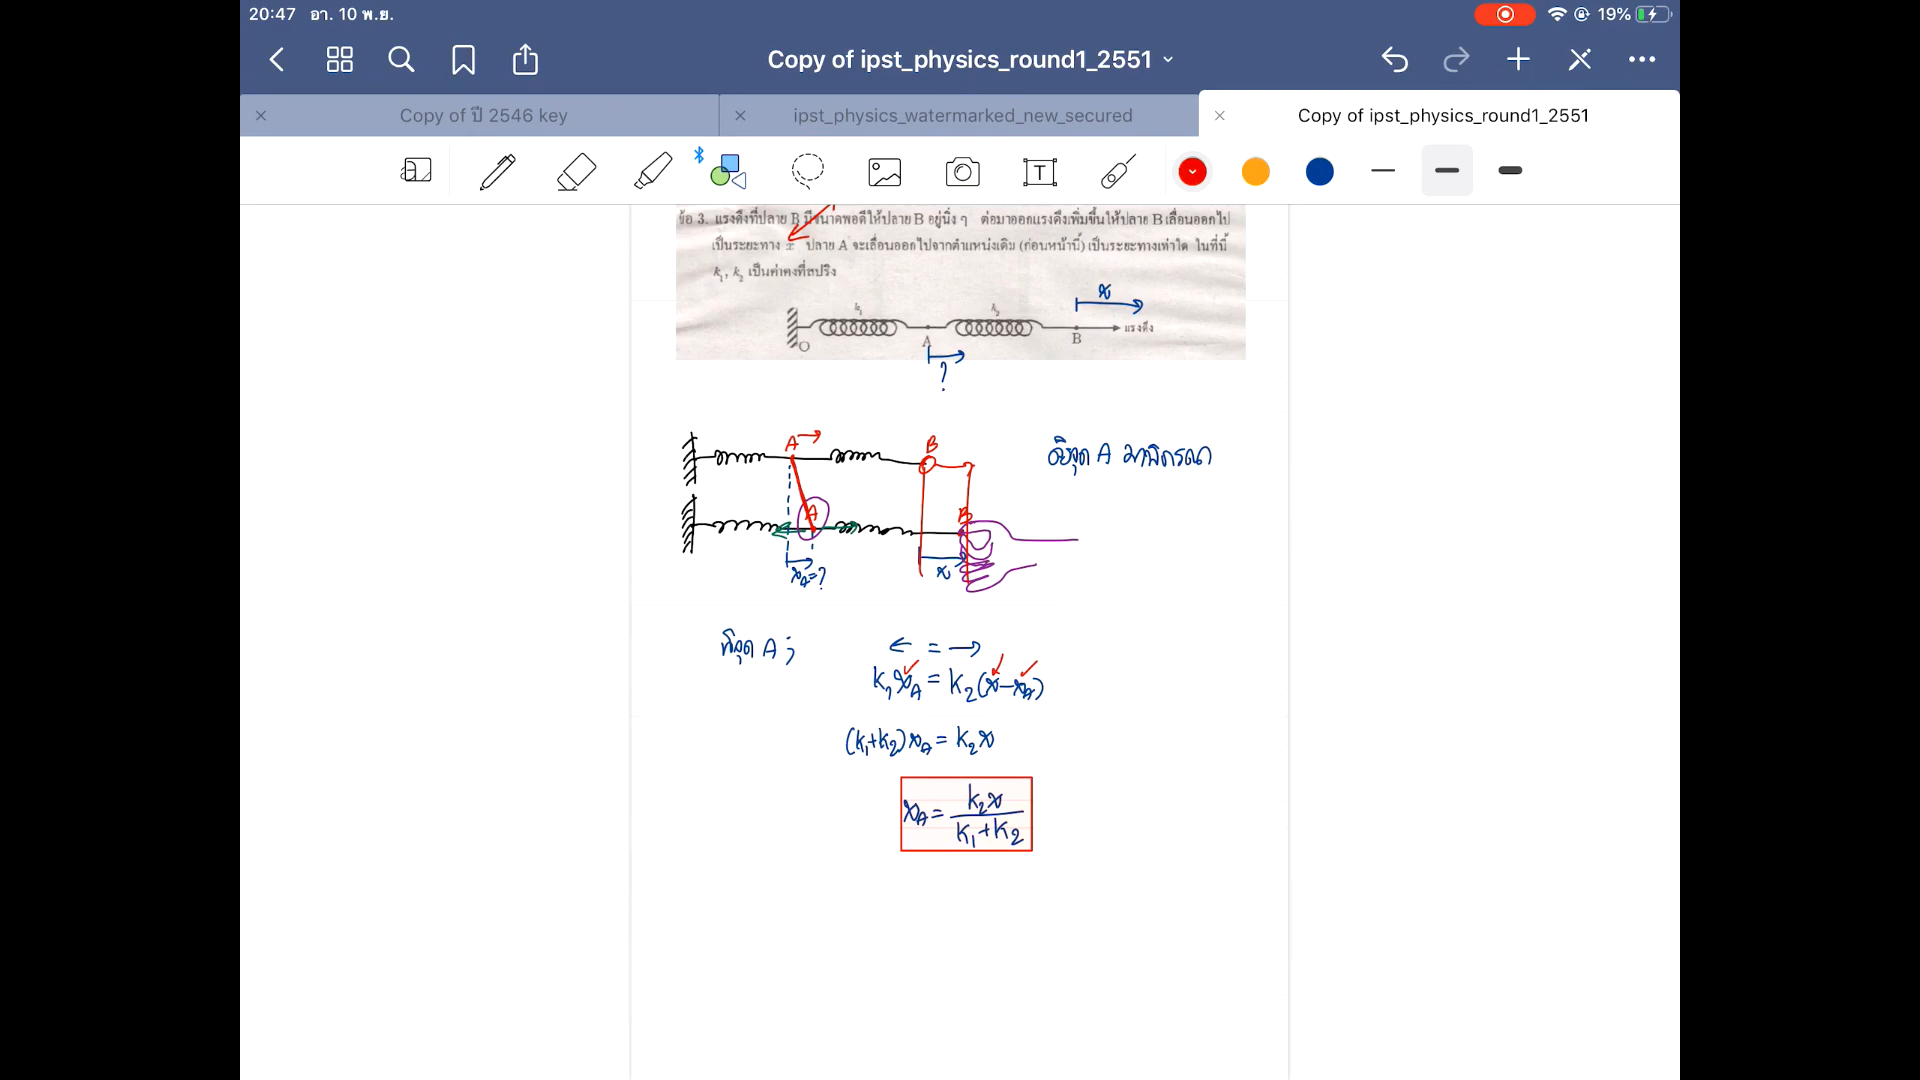 20:47 อา. 10 พ.ย.
19%
Copy of ipst_physics_round1_2551
Copy of ปี 2546 key
ipst_physics_watermarked_new_secured
Copy of ipst_physics_round1_2551
T
ข้อ 3. แรงดึงที่ปลาย B มีขนาดพอดีให้ปลาย B อยู่นิ่ง ๆ ต่อมาออกแรงดึงเพิ่มขึ้นให้ปลาย B เลื่อนออกไป
เป็นระยะทาง x ปลาย A จะเลื่อนออกไปจากตำแหน่งเดิม (ก่อนหน้านี้) เป็นระยะทางเท่าใด ในที่นี้
k₁, k₂ เป็นค่าคงที่สปริง
x
k₁ k₂
O A B แรงดึง
?
A B
ดึงจุด A มาพิจารณา
A B
x_A=? x
ที่จุด A ;
← = →
k₁x_A = k₂(x-x_A)
(k₁+k₂)x_A = k₂x
x_A = k₂x / k₁+k₂